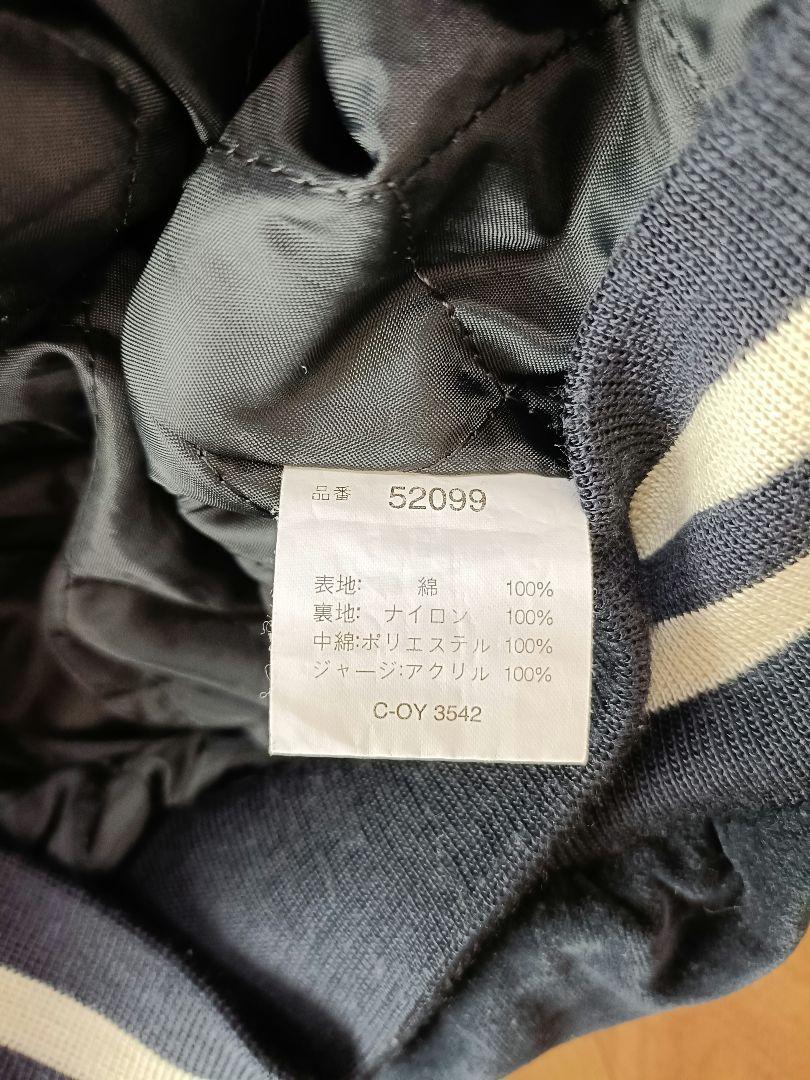 品番 52099
表地: 綿 100%
裏地: ナイロン 100%
中綿:ポリエステル 100%
ジャージ:アクリル 100%
C-OY 3542